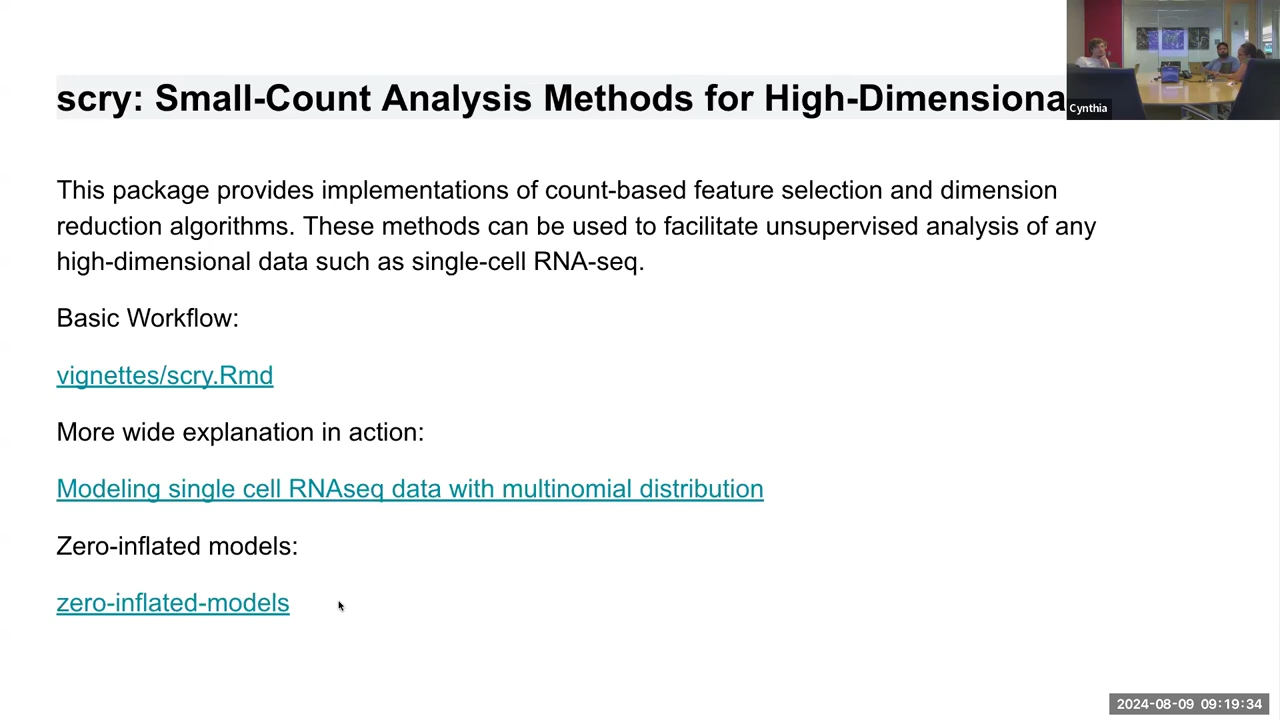 scry: Small-Count Analysis Methods for High-Dimensiona
Cynthia
This package provides implementations of count-based feature selection and dimension
reduction algorithms. These methods can be used to facilitate unsupervised analysis of any
high-dimensional data such as single-cell RNA-seq.
Basic Workflow:
vignettes/scry.Rmd
More wide explanation in action:
Modeling single cell RNAseq data with multinomial distribution
Zero-inflated models:
zero-inflated-models
2024-08-09 09:19:34